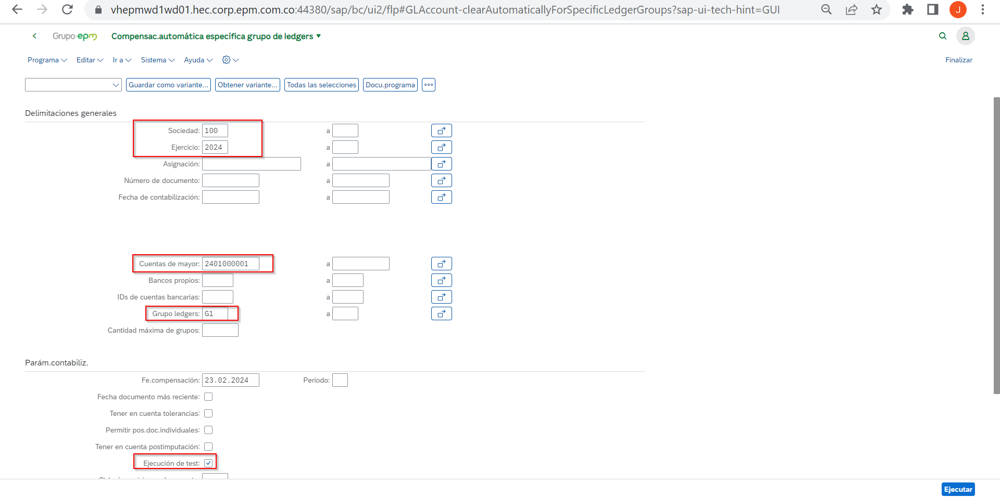 vhepmwd1wd01.hec.corp.epm.com.co:44380/sap/bc/ui2/flp#GLAccount-clearAutomaticallyForSpecificLedgerGroups?sap-ui-tech-hint=GUI
J
Grupo·epm Compensac.automática específica grupo de ledgers
Programa Editar Ir a Sistema Ayuda Finalizar
Guardar como variante... Obtener variante... Todas las selecciones Docu.programa
Delimitaciones generales
Sociedad: 100 a
Ejercicio: 2024 a
Asignación: a
Número de documento: a
Fecha de contabilización: a
Cuentas de mayor: 2401000001 a
Bancos propios: a
IDs de cuentas bancarias: a
Grupo ledgers: G1 a
Cantidad máxima de grupos:
Parám.contabiliz.
Fe.compensación: 23.02.2024 Período:
Fecha documento más reciente:
Tener en cuenta tolerancias:
Permitir pos.doc.individuales:
Tener en cuenta postimputación:
Ejecución de test:
Ejecutar